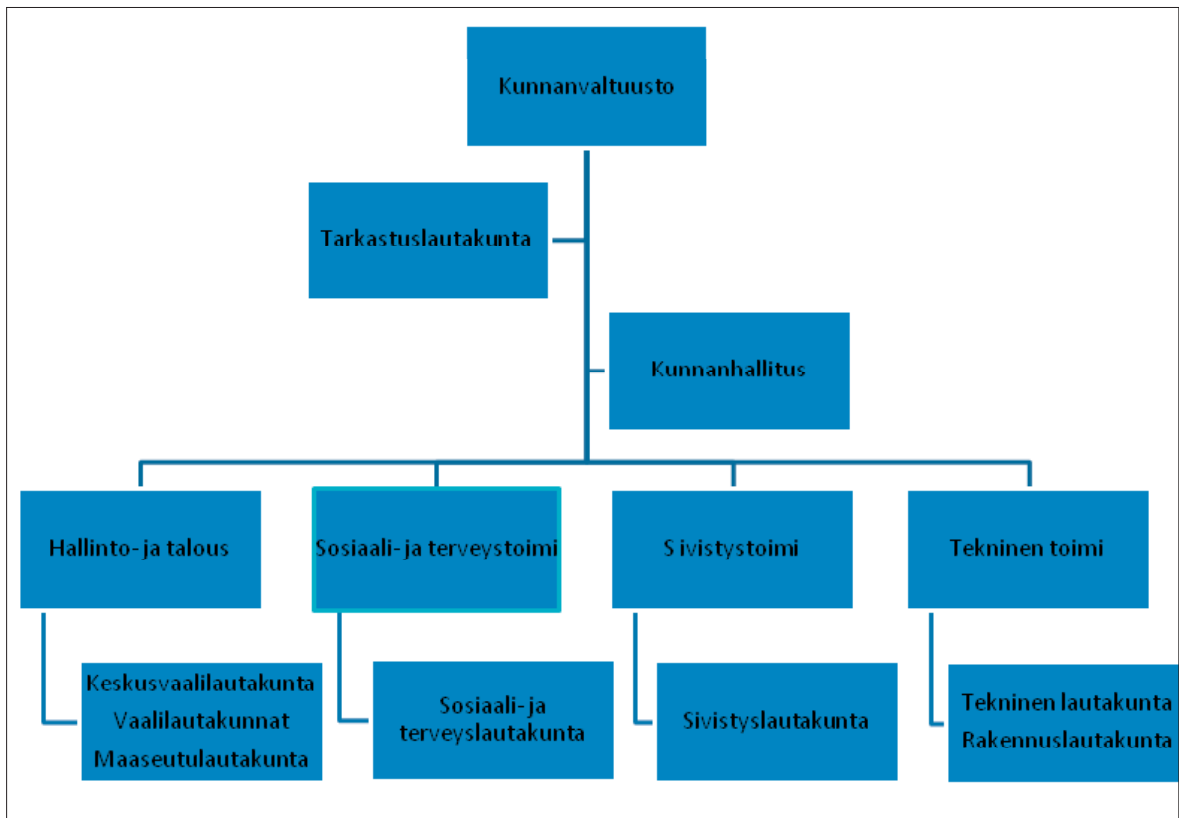 Kunnanvaltuusto
Tarkastuslautakunta
Kunnanhallitus
Hallinto- ja talous
Sosiaali- ja terveystoimi
Sivistystoimi
Tekninen toimi
Keskusvaalilautakunta
Vaalilautakunnat
Maaseutulautakunta
Sosiaali- ja
terveyslautakunta
Sivistyslautakunta
Tekninen lautakunta
Rakennuslautakunta